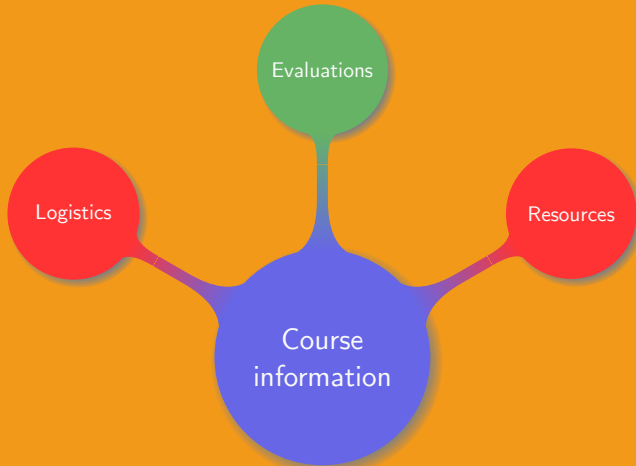 Evaluations
Logistics
Resources
Course
information